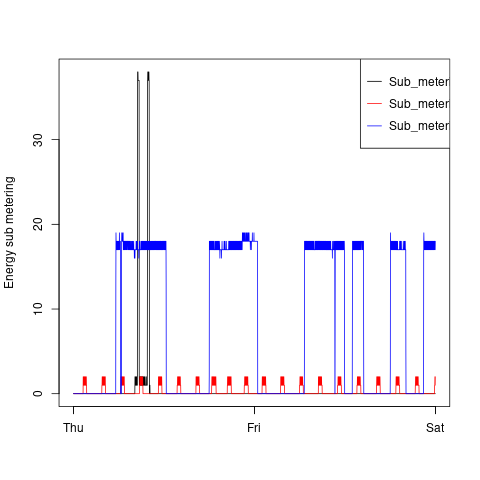 Sub_meter
Sub_meter
Sub_meter
Energy sub metering
30
20
10
0
Thu Fri Sat